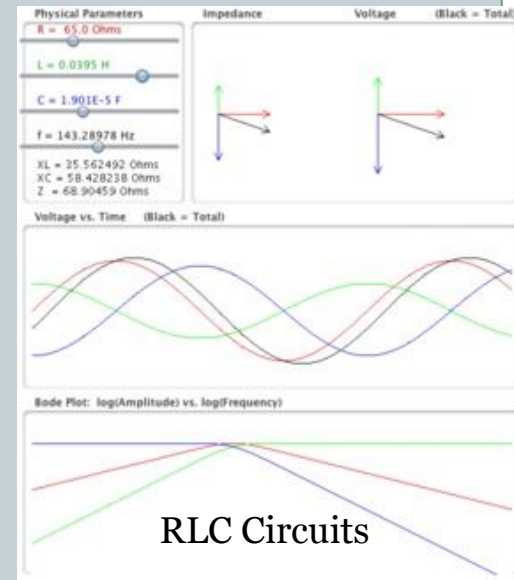 Physical Parameters
R = 65.0 Ohms
L = 0.0395 H
C = 1.901E-5 F
f = 143.28978 Hz
XL = 35.562492 Ohms
XC = 58.428238 Ohms
Z = 68.90459 Ohms
Impedance
Voltage
(Black = Total
Voltage vs. Time (Black = Total)
Bode Plot: log(Amplitude) vs. log(Frequency)
RLC Circuits